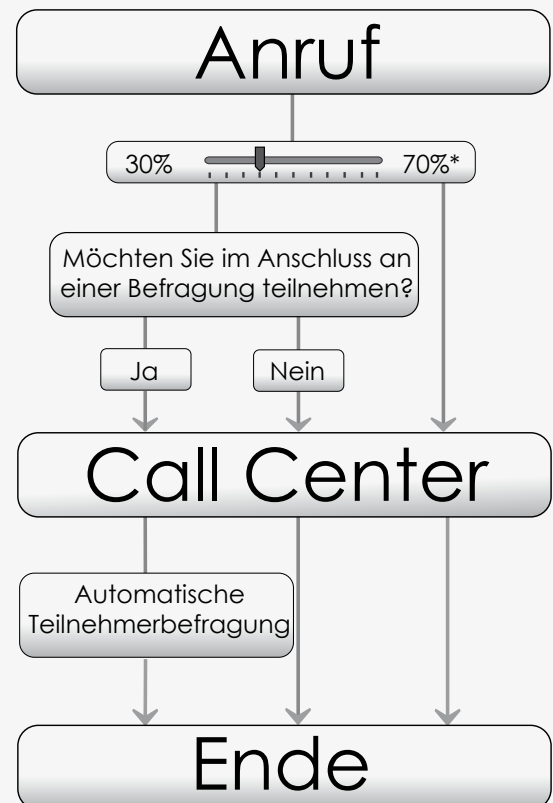 Anruf
30% 70%*
Möchten Sie im Anschluss an
einer Befragung teilnehmen?
Ja Nein
Call Center
Automatische
Teilnehmerbefragung
Ende